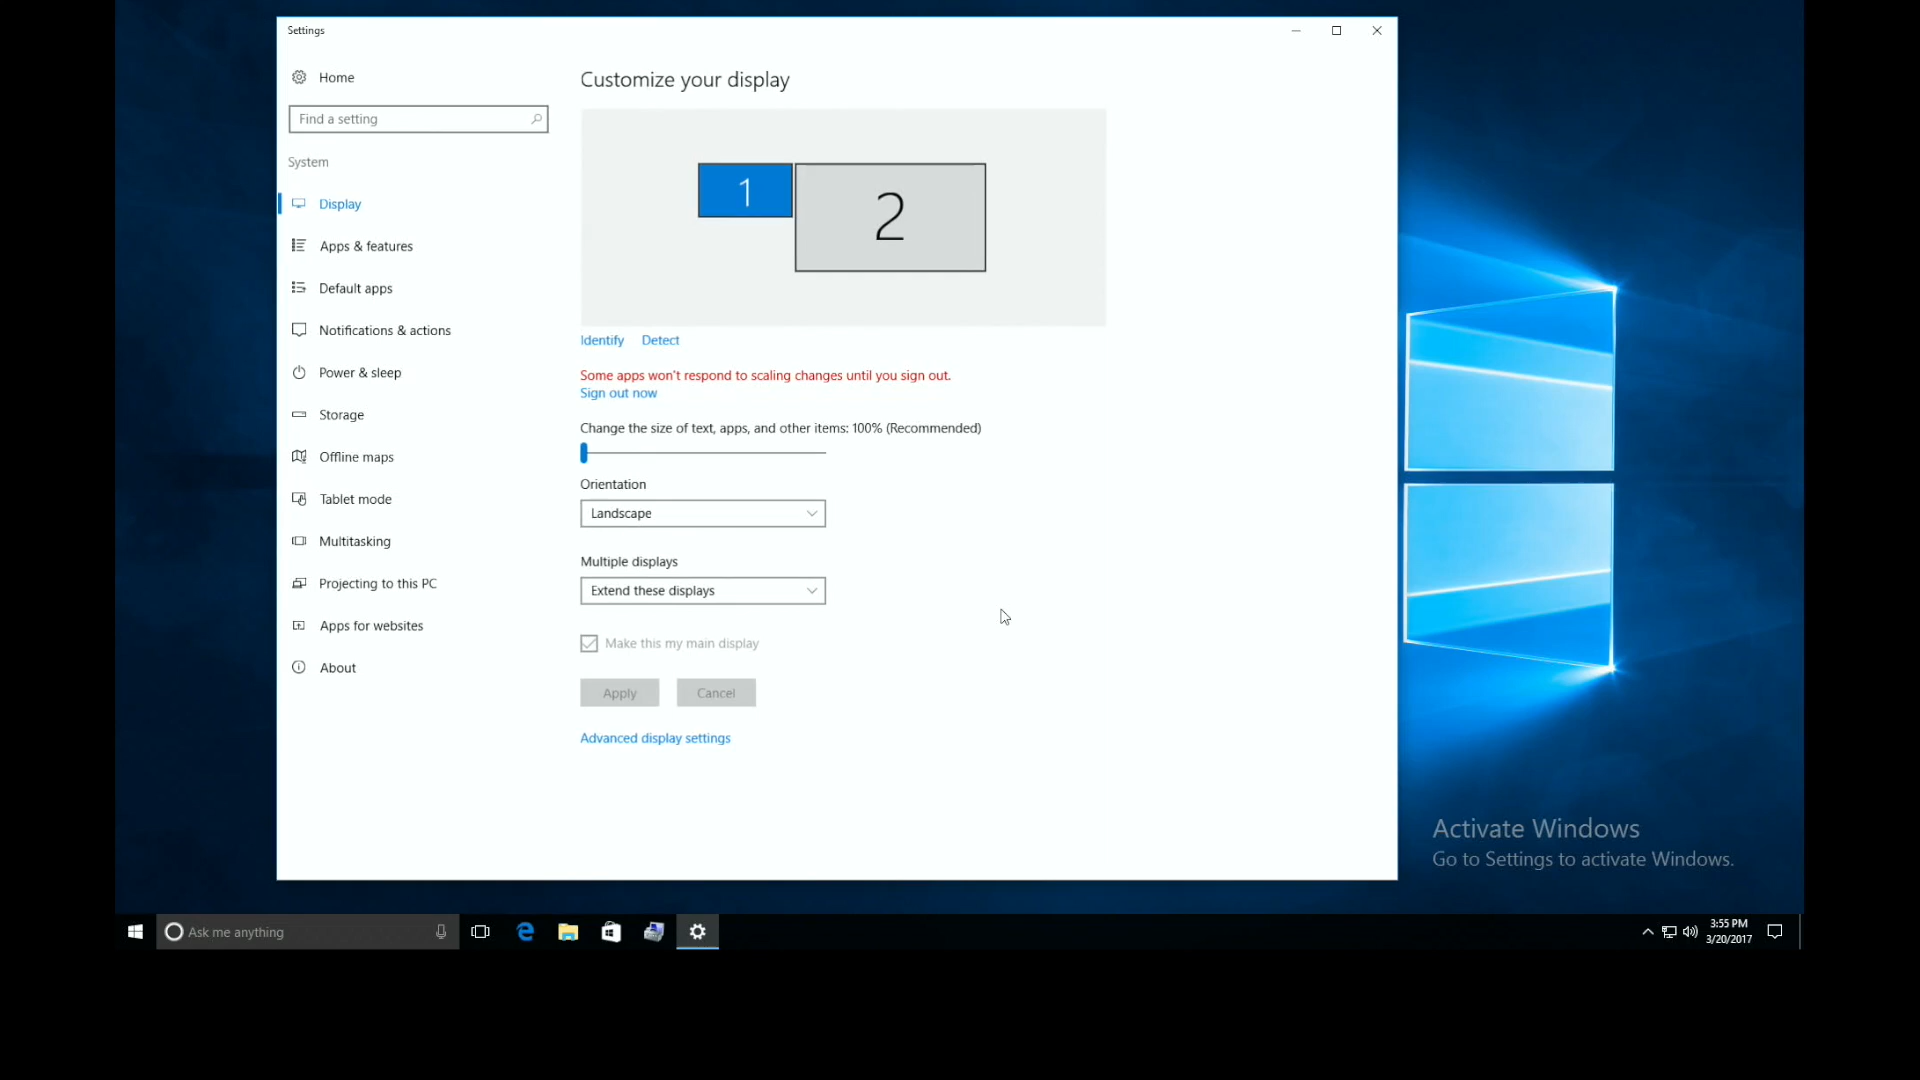 Settings
Home
Find a setting
System
Display
Apps & features
Default apps
Notifications & actions
Power & sleep
Storage
Offline maps
Tablet mode
Multitasking
Projecting to this PC
Apps for websites
About
Customize your display
1
2
Identify Detect
Some apps won't respond to scaling changes until you sign out.
Sign out now
Change the size of text, apps, and other items: 100% (Recommended)
Orientation
Landscape
Multiple displays
Extend these displays
Make this my main display
Apply Cancel
Advanced display settings
Activate Windows
Go to Settings to activate Windows.
Ask me anything
3:55 PM
3/20/2017